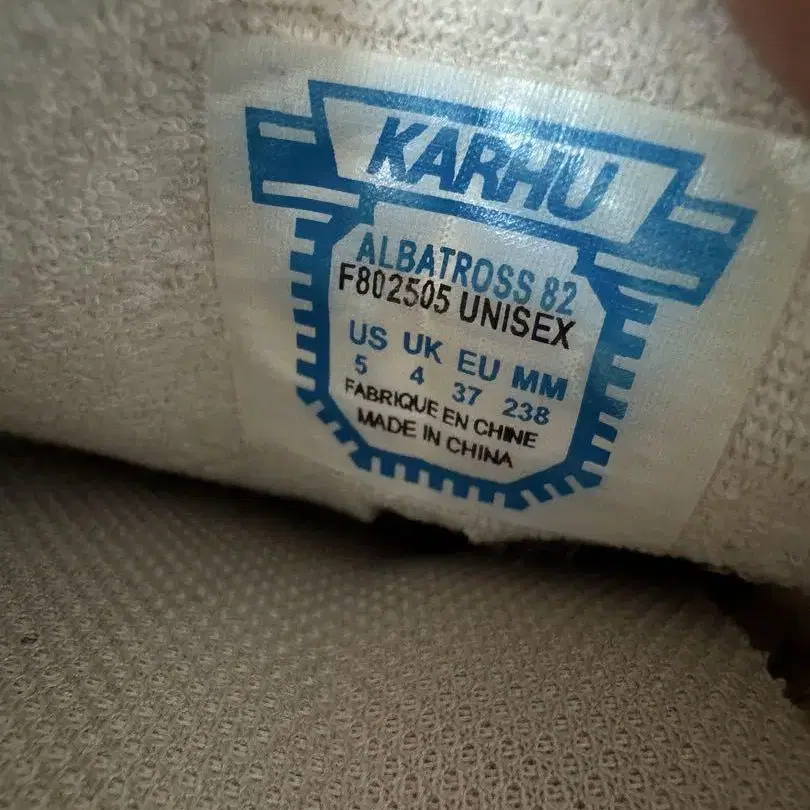 KARHU
ALBATROSS 82
F802505 UNISEX
US UK EU MM
5 4 37 238
FABRIQUE EN CHINE
MADE IN CHINA